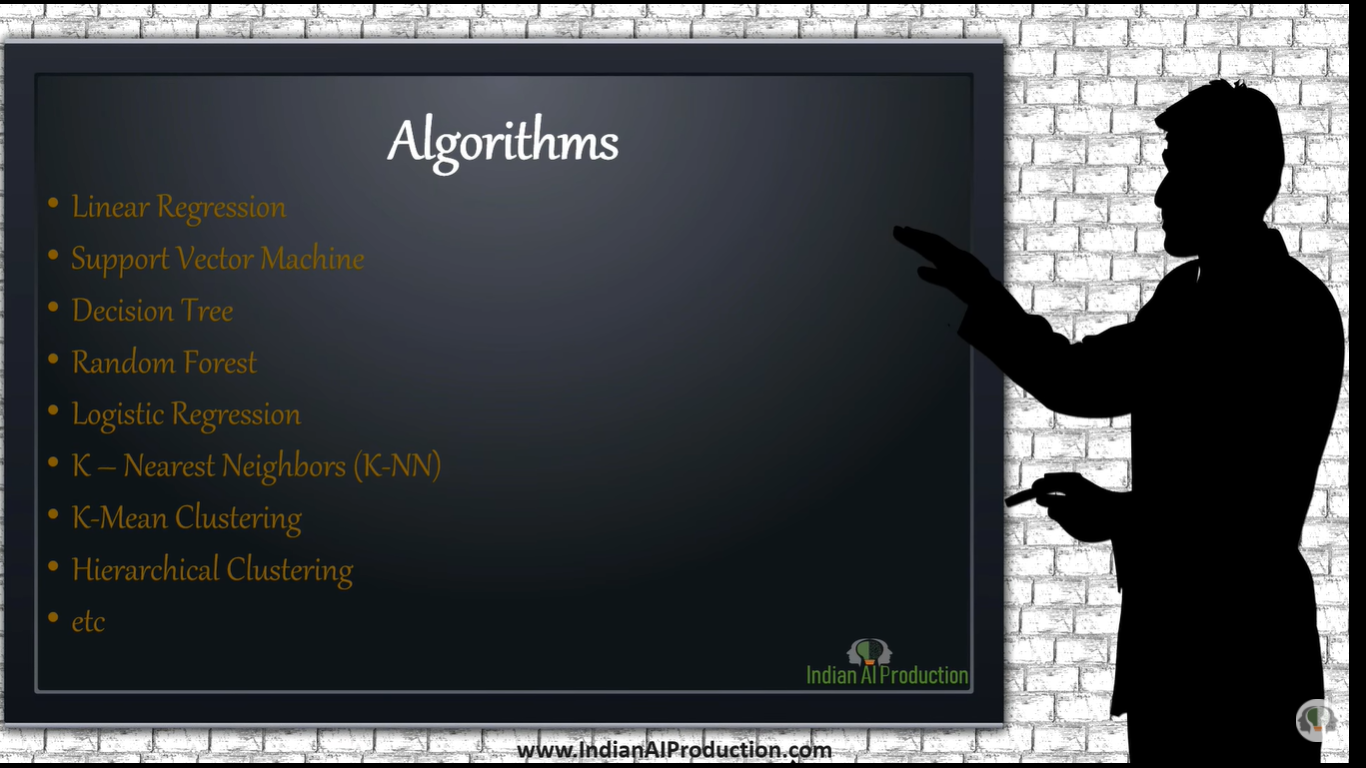 Algorithms
• Linear Regression
• Support Vector Machine
• Decision Tree
• Random Forest
• Logistic Regression
• K – Nearest Neighbors (K-NN)
• K-Mean Clustering
• Hierarchical Clustering
• etc
Indian AI Production
www.IndianAIProduction.com